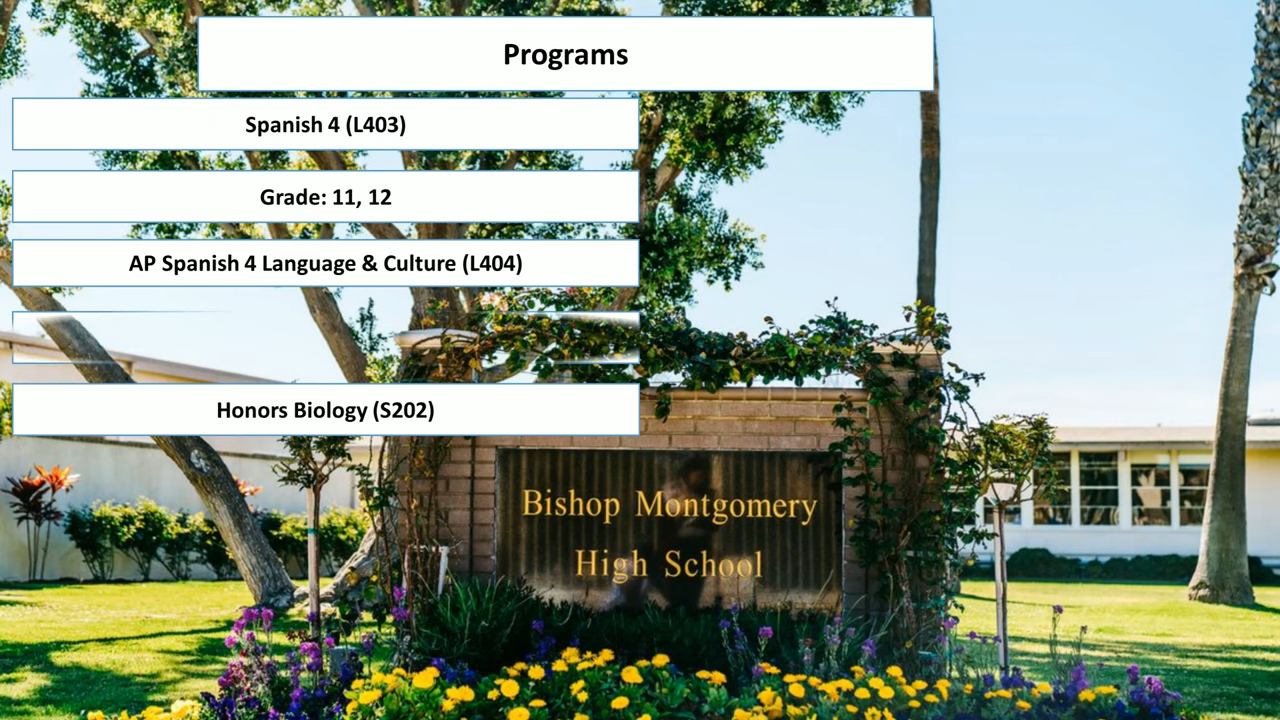 Programs
Spanish 4 (L403)
Grade: 11, 12
AP Spanish 4 Language & Culture (L404)
Honors Biology (S202)
Bishop Montgomery
High School